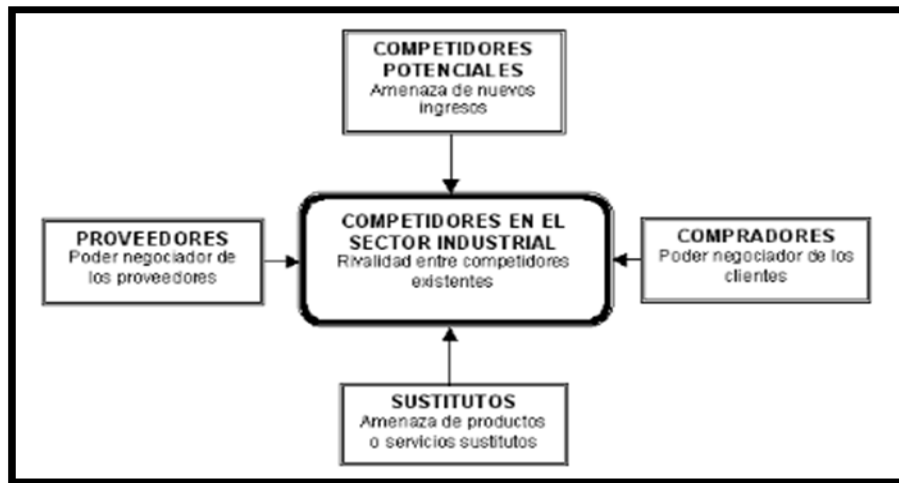 COMPETIDORES
POTENCIALES
Amenaza de nuevos
ingresos
PROVEEDORES
Poder negociador de
los proveedores
COMPETIDORES EN EL
SECTOR INDUSTRIAL
Rivalidad entre competidores
existentes
COMPRADORES
Poder negociador de los
clientes
SUSTITUTOS
Amenaza de productos
o servicios sustitutos